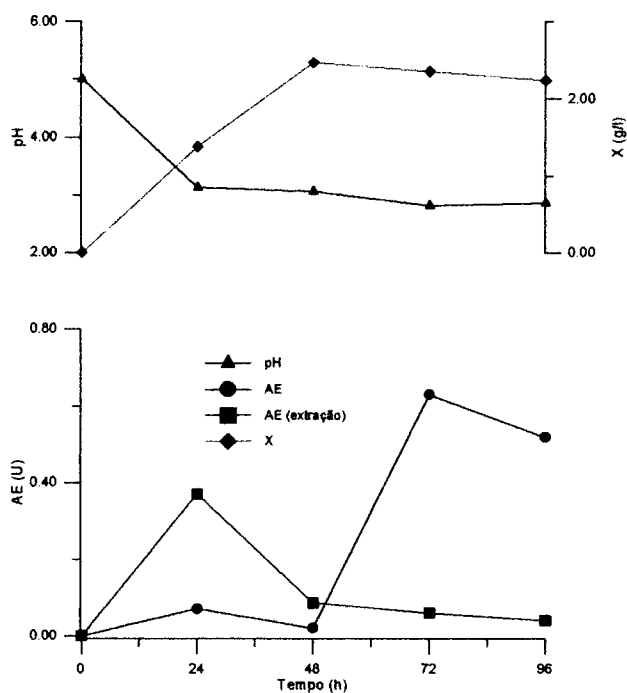 6.00
4.00
2.00
pH
2.00
0.00
X (g/l)
0.80
0.40
0.00
AE (U)
pH
AE
AE (extração)
X
0 24 48 72 96
Tempo (h)